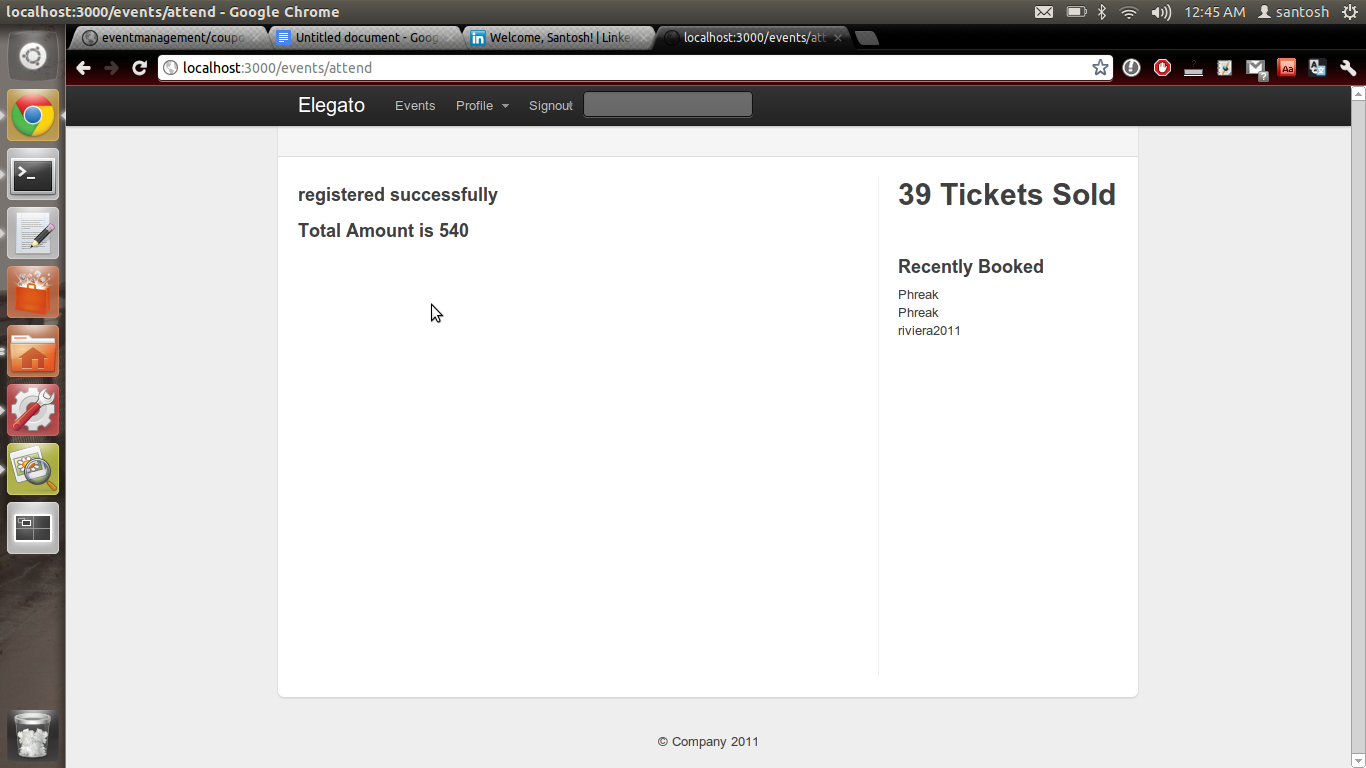 localhost:3000/events/attend - Google Chrome
12:45 AM santosh
eventmanagement/coupo
Untitled document - Goog
Welcome, Santosh! | Linke
localhost:3000/events/att
localhost:3000/events/attend
Elegato Events Profile Signout
registered successfully
Total Amount is 540
39 Tickets Sold
Recently Booked
Phreak
Phreak
riviera2011
© Company 2011